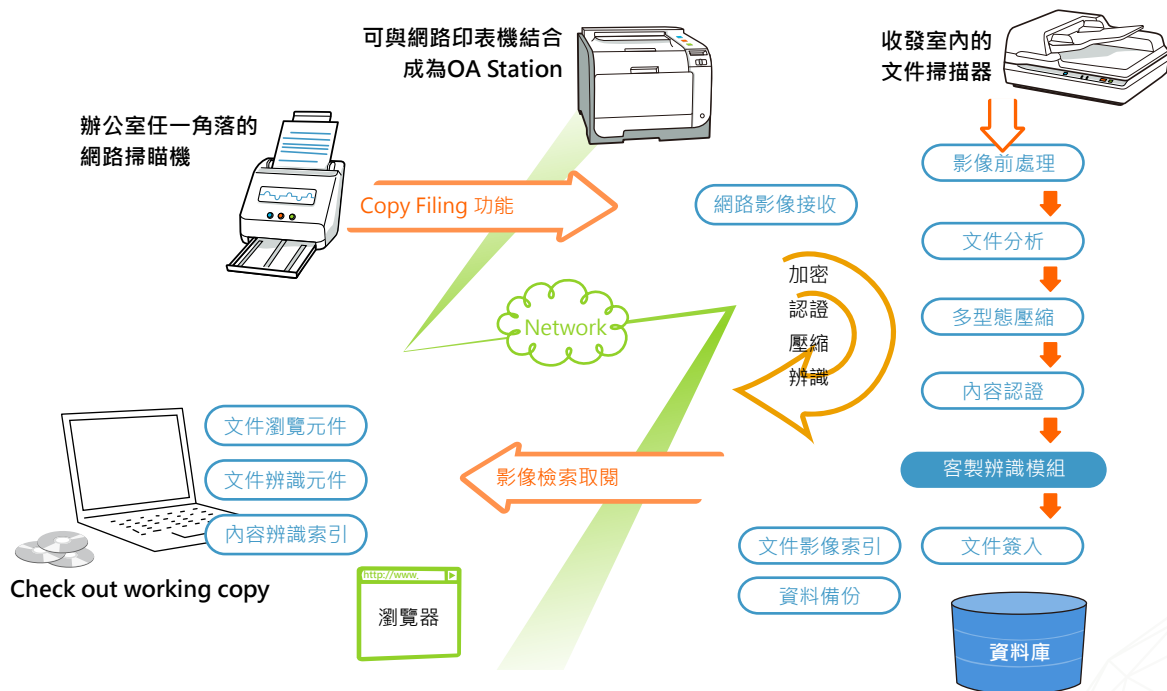 可與網路印表機結合
成為OA Station
收發室內的
文件掃描器
辦公室任一角落的
網路掃瞄機
影像前處理
Copy Filing 功能
網路影像接收
文件分析
加密
認證
壓縮
辨識
Network
多型態壓縮
內容認證
文件瀏覽元件
文件辨識元件
內容辨識索引
影像檢索取閱
客製辨識模組
文件影像索引
文件簽入
資料備份
Check out working copy
http://www.
瀏覽器
資料庫